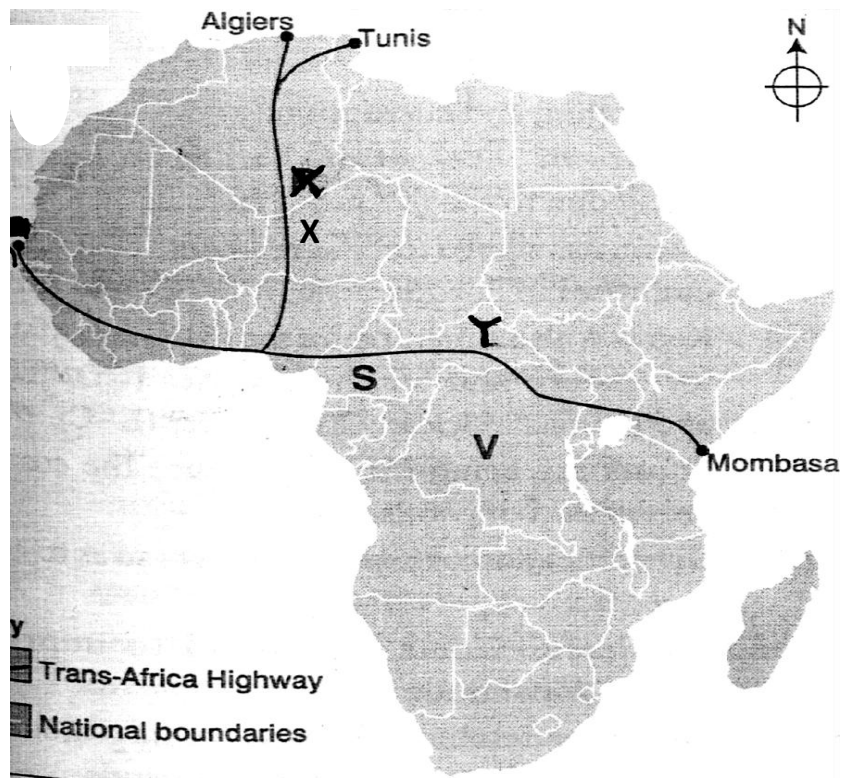 Algiers
Tunis
N
X
Y
S
V
Mombasa
y
Trans-Africa Highway
National boundaries